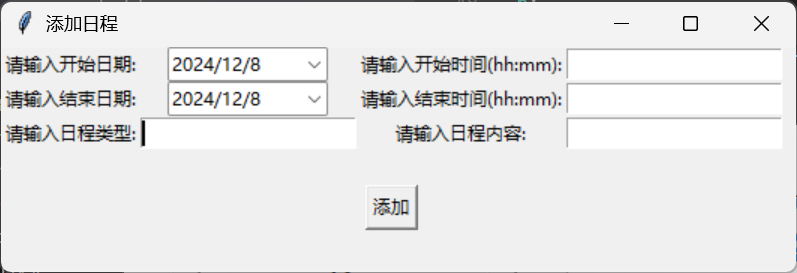 添加日程
请输入开始日期: 2024/12/8 请输入开始时间(hh:mm):
请输入结束日期: 2024/12/8 请输入结束时间(hh:mm):
请输入日程类型: 请输入日程内容:
添加